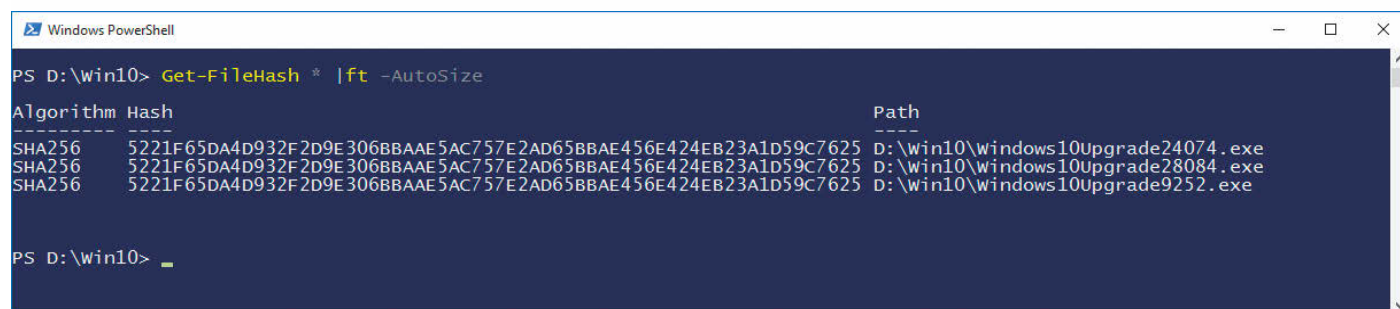 Windows PowerShell
PS D:\Win10> Get-FileHash * |ft -AutoSize
Algorithm Hash Path
--------- ---- ----
SHA256 5221F65DA4D932F2D9E306BBAAE5AC757E2AD65BBAE456E424EB23A1D59C7625 D:\Win10\Windows10Upgrade24074.exe
SHA256 5221F65DA4D932F2D9E306BBAAE5AC757E2AD65BBAE456E424EB23A1D59C7625 D:\Win10\Windows10Upgrade28084.exe
SHA256 5221F65DA4D932F2D9E306BBAAE5AC757E2AD65BBAE456E424EB23A1D59C7625 D:\Win10\Windows10Upgrade9252.exe
PS D:\Win10> _